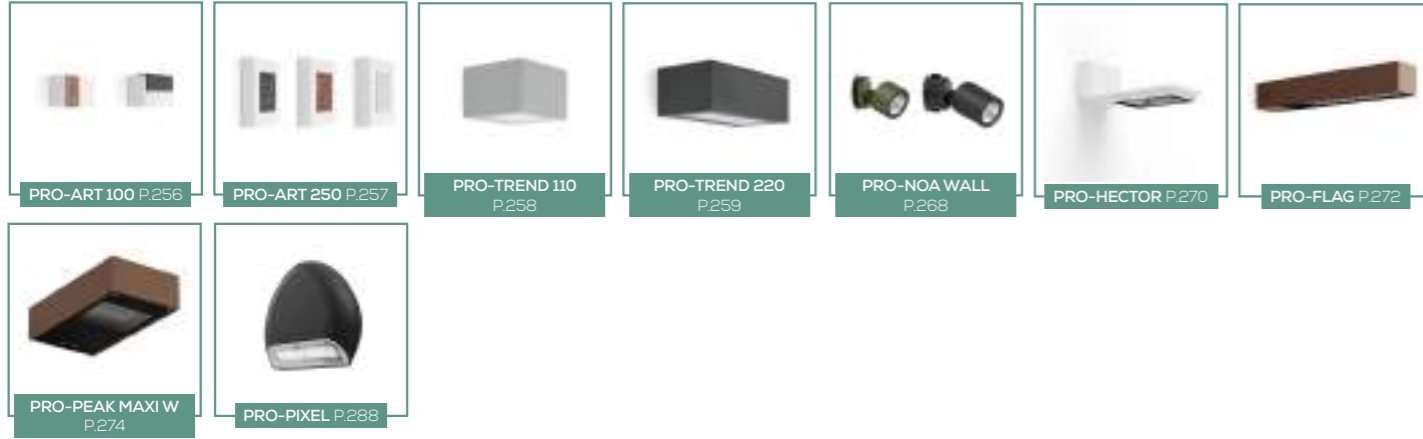 PRO-ART 100 P.256
PRO-ART 250 P.257
PRO-TREND 110
P.258
PRO-TREND 220
P.259
PRO-NOA WALL
P.268
PRO-HECTOR P.270
PRO-FLAG P.272
PRO-PEAK MAXI W
P.274
PRO-PIXEL P.288